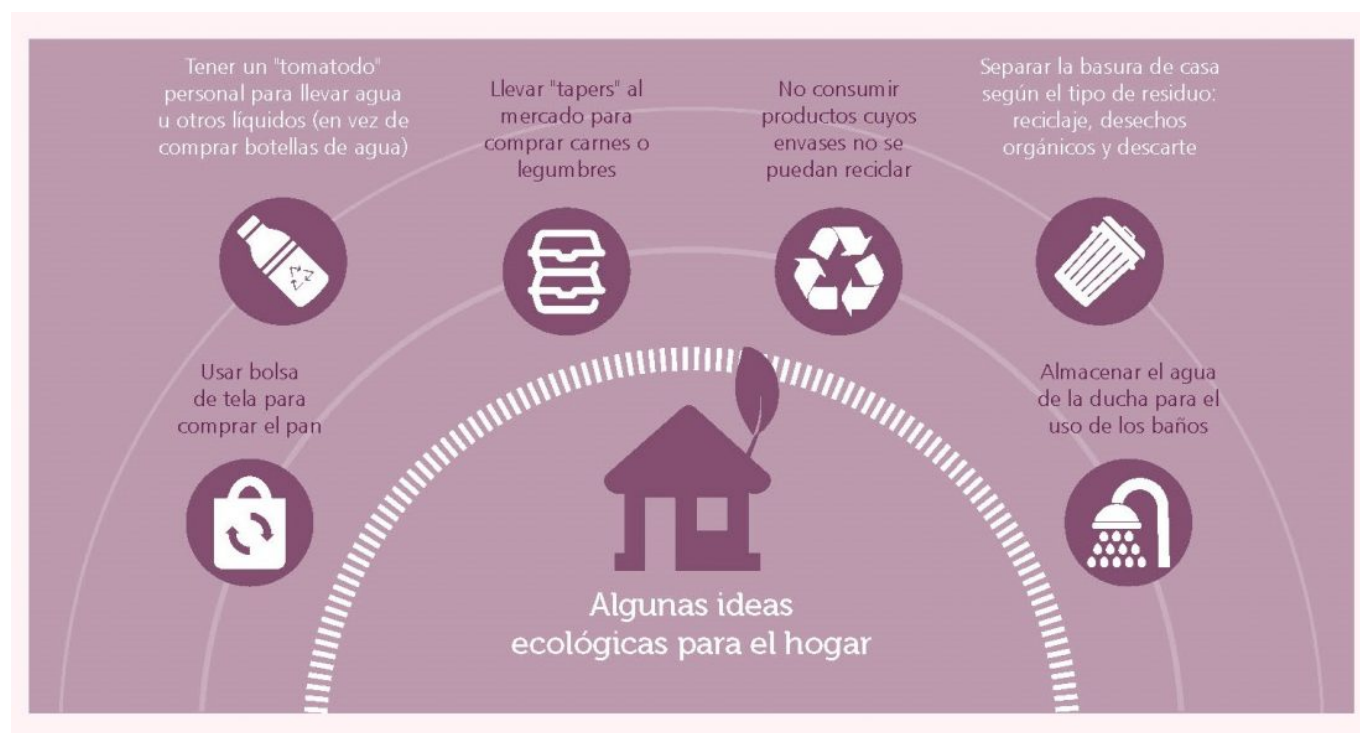 Tener un "tomatodo"
personal para llevar agua
u otros líquidos (en vez de
comprar botellas de agua)
Llevar "tapers" al
mercado para
comprar carnes o
legumbres
No consumir
productos cuyos
envases no se
puedan reciclar
Separar la basura de casa
según el tipo de residuo:
reciclaje, desechos
orgánicos y descarte
Usar bolsa
de tela para
comprar el pan
Almacenar el agua
de la ducha para el
uso de los baños
Algunas ideas
ecológicas para el hogar